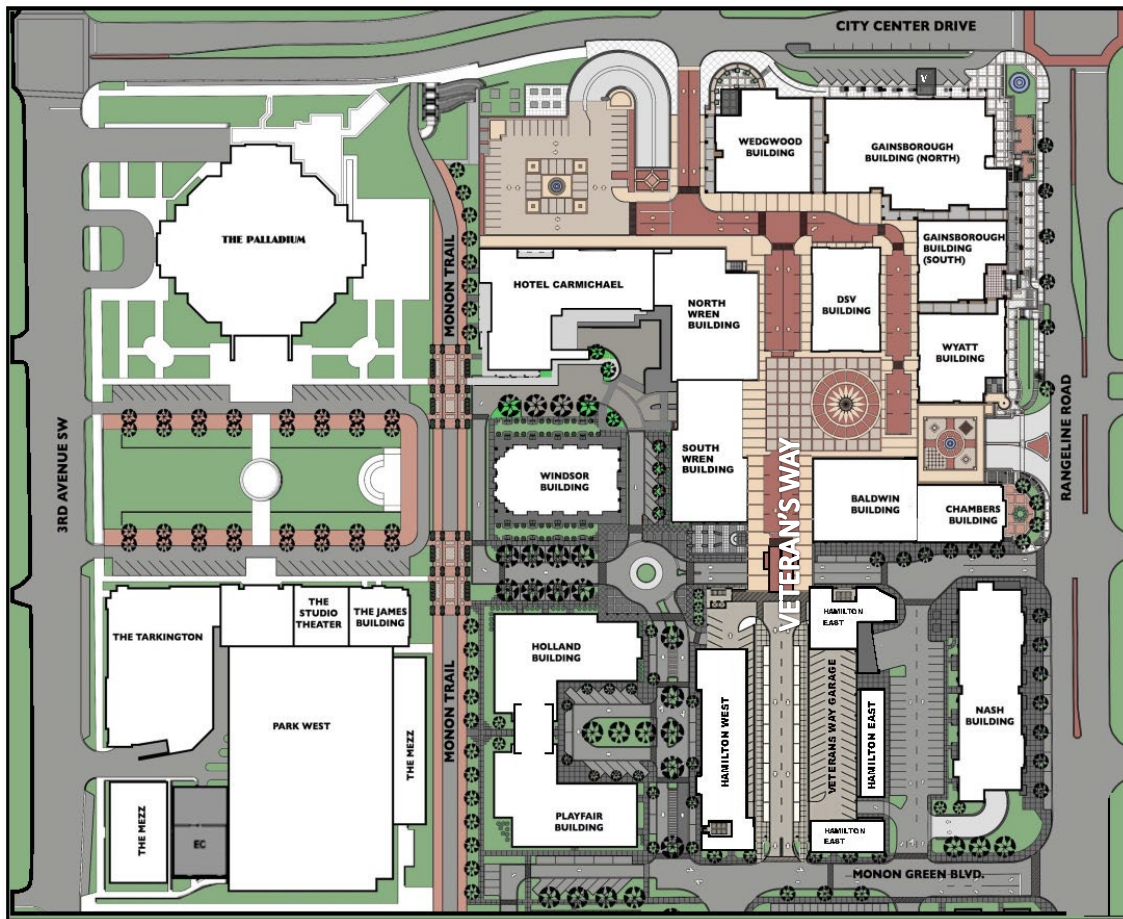 CITY CENTER DRIVE
V
WEDGWOOD
BUILDING
GAINSBOROUGH
BUILDING (NORTH)
THE PALLADIUM
MONON TRAIL
GAINSBOROUGH
BUILDING
(SOUTH)
HOTEL CARMICHAEL
NORTH
WREN BUILDING
DSV
BUILDING
WYATT
BUILDING
3RD AVENUE SW
RANGELINE ROAD
SOUTH
WREN
BUILDING
WINDSOR
BUILDING
VETERAN'S WAY
BALDWIN
BUILDING
CHAMBERS
BUILDING
THE TARKINGTON
THE
STUDIO
THEATER
THE JAMES
BUILDING
HAMILTON
EAST
HOLLAND
BUILDING
MONON TRAIL
PARK WEST
THE MEZZ
HAMILTON WEST
VETERANS WAY GARAGE
HAMILTON EAST
NASH
BUILDING
THE MEZZ
EC
PLAYFAIR
BUILDING
HAMILTON
EAST
MONON GREEN BLVD.